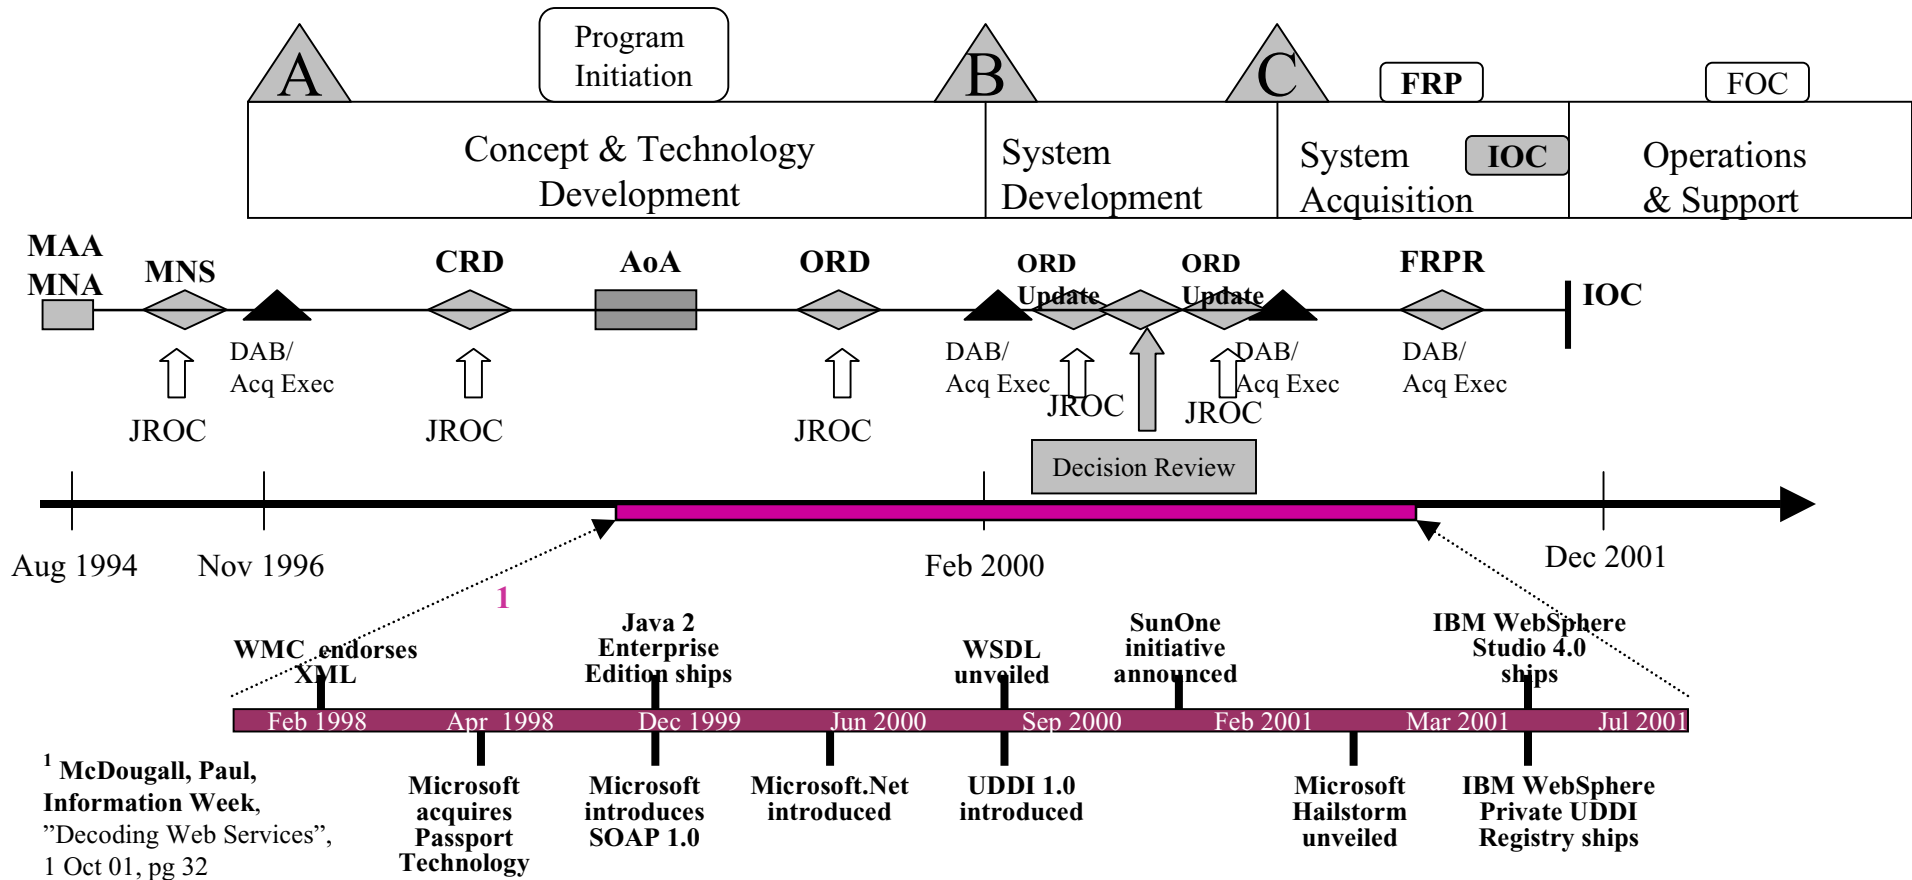 A
Program
Initiation
B
C
FRP
FOC
Concept & Technology
Development
System
Development
System
Acquisition
IOC
Operations
& Support
MAA
MNA
MNS
CRD
AoA
ORD
ORD
Update
ORD
Update
FRPR
IOC
DAB/
Acq Exec
DAB/
Acq Exec
DAB/
Acq Exec
DAB/
Acq Exec
JROC
JROC
JROC
JROC
JROC
Decision Review
Aug 1994
Nov 1996
Feb 2000
Dec 2001
1
WMC endorses
XML
Java 2
Enterprise
Edition ships
WSDL
unveiled
SunOne
initiative
announced
IBM WebSphere
Studio 4.0
ships
Feb 1998
Apr 1998
Dec 1999
Jun 2000
Sep 2000
Feb 2001
Mar 2001
Jul 2001
Microsoft
acquires
Passport
Technology
Microsoft
introduces
SOAP 1.0
Microsoft.Net
introduced
UDDI 1.0
introduced
Microsoft
Hailstorm
unveiled
IBM WebSphere
Private UDDI
Registry ships
1 McDougall, Paul,
Information Week,
”Decoding Web Services”,
1 Oct 01, pg 32